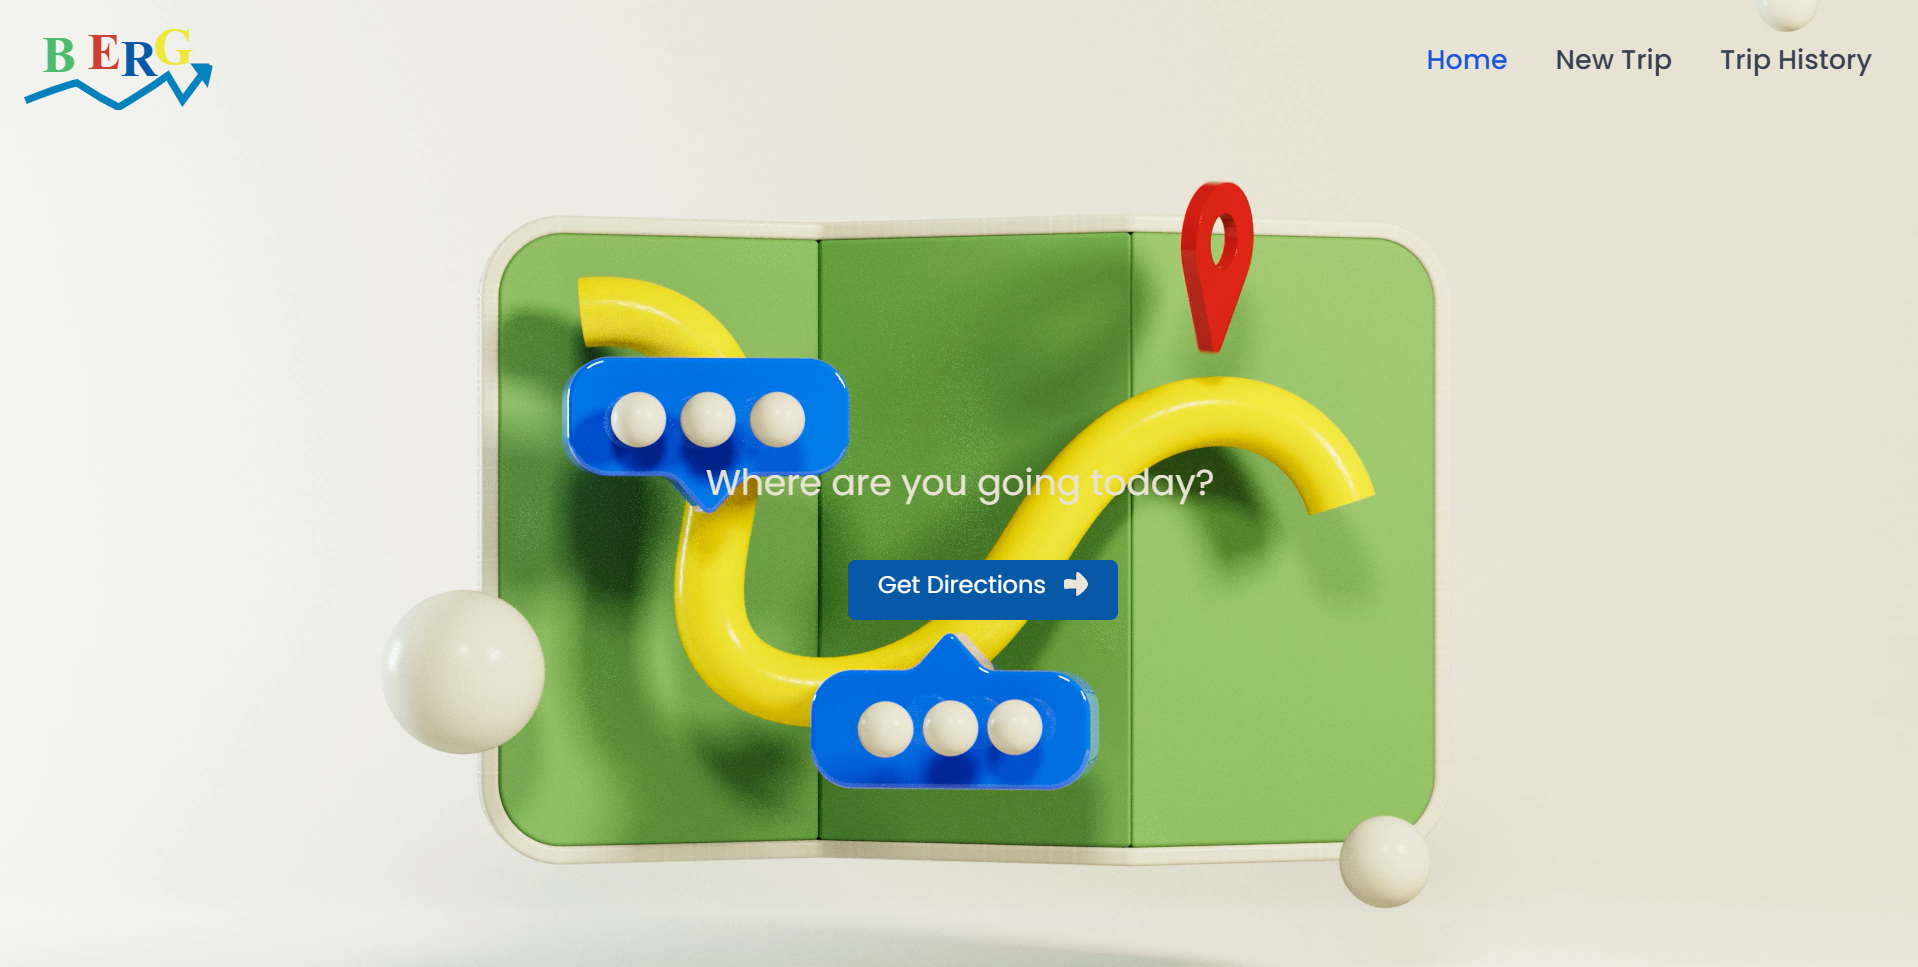 BERG
Home
New Trip
Trip History
Where are you going today?
Get Directions